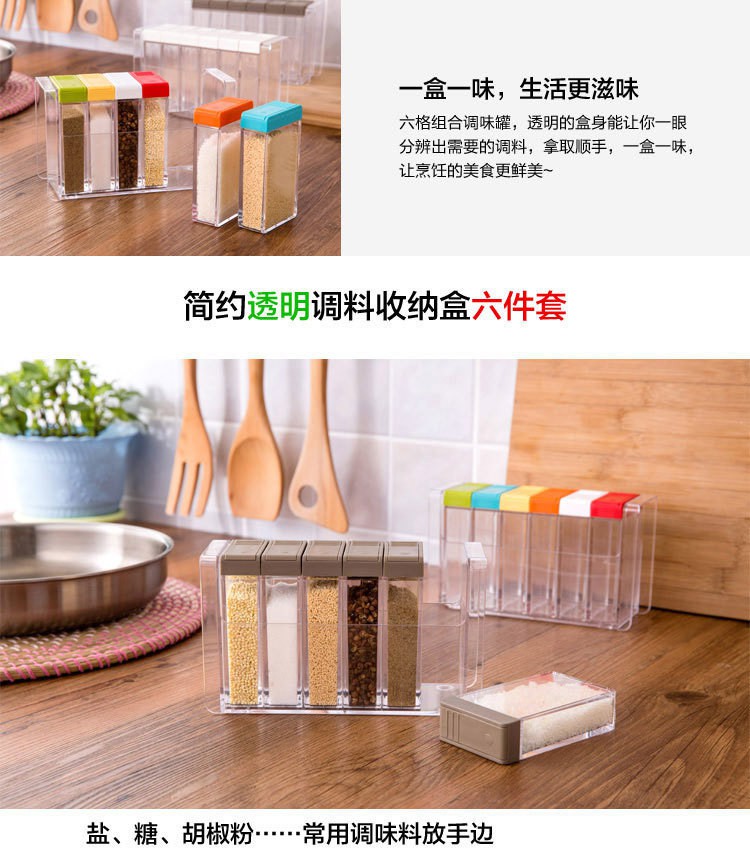 一盒一味，生活更滋味
六格组合调味罐，透明的盒身能让你一眼
分辨出需要的调料，拿取顺手，一盒一味，
让烹饪的美食更鲜美~
简约透明调料收纳盒六件套
盐、糖、胡椒粉……常用调味料放手边